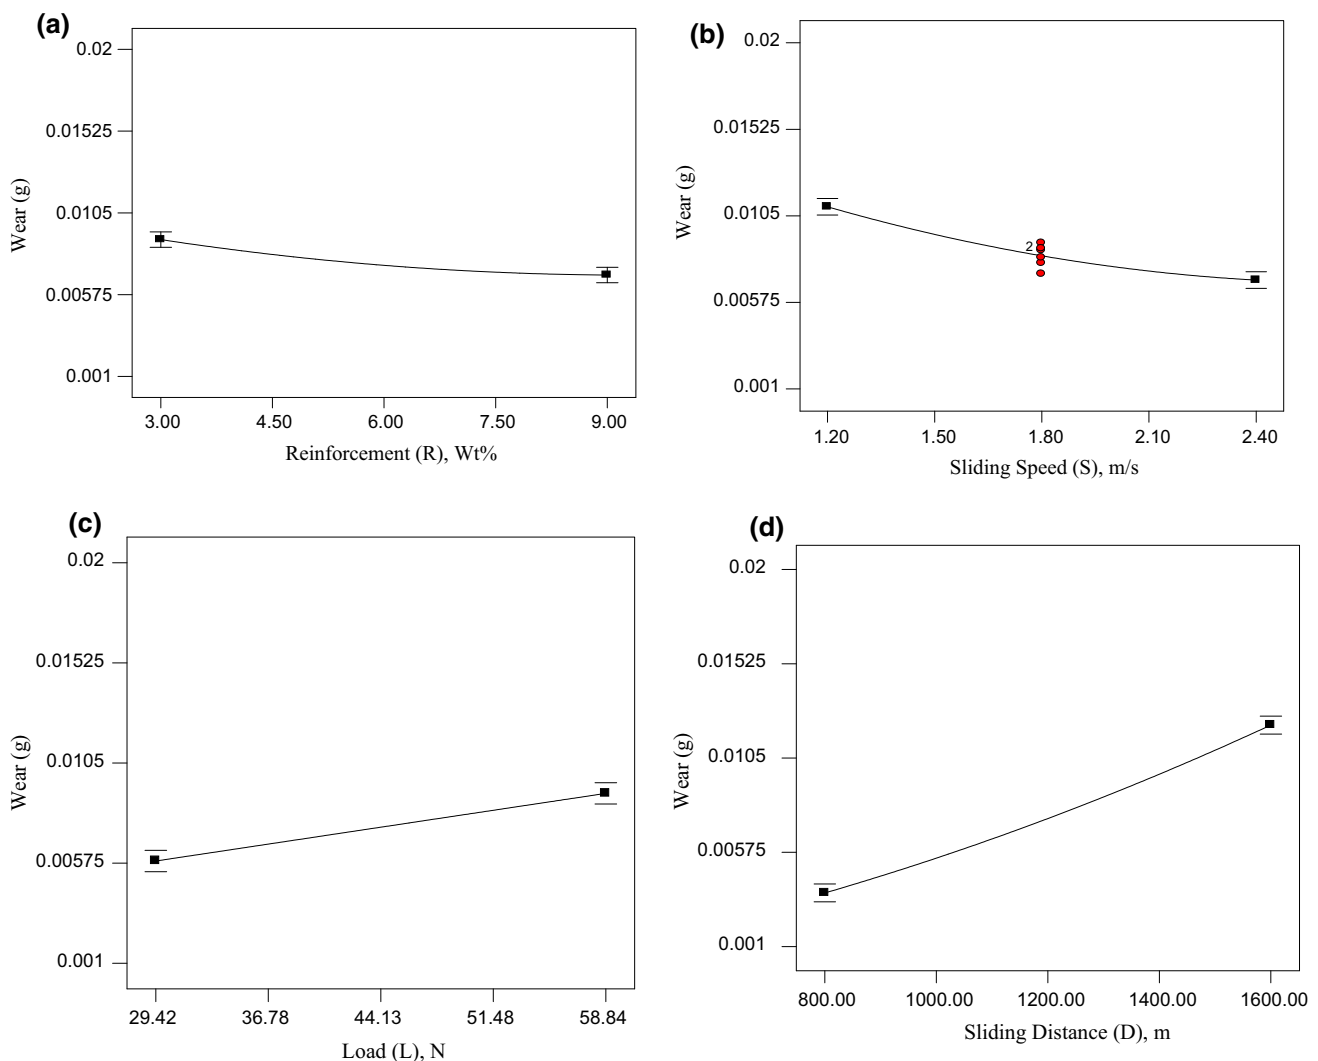 (a)
0.02
0.01525
0.0105
0.00575
0.001
Wear (g)
3.00 4.50 6.00 7.50 9.00
Reinforcement (R), Wt%
(b)
0.02
0.01525
0.0105
0.00575
0.001
Wear (g)
2
1.20 1.50 1.80 2.10 2.40
Sliding Speed (S), m/s
(c)
0.02
0.01525
0.0105
0.00575
0.001
Wear (g)
29.42 36.78 44.13 51.48 58.84
Load (L), N
(d)
0.02
0.01525
0.0105
0.00575
0.001
Wear (g)
800.00 1000.00 1200.00 1400.00 1600.00
Sliding Distance (D), m